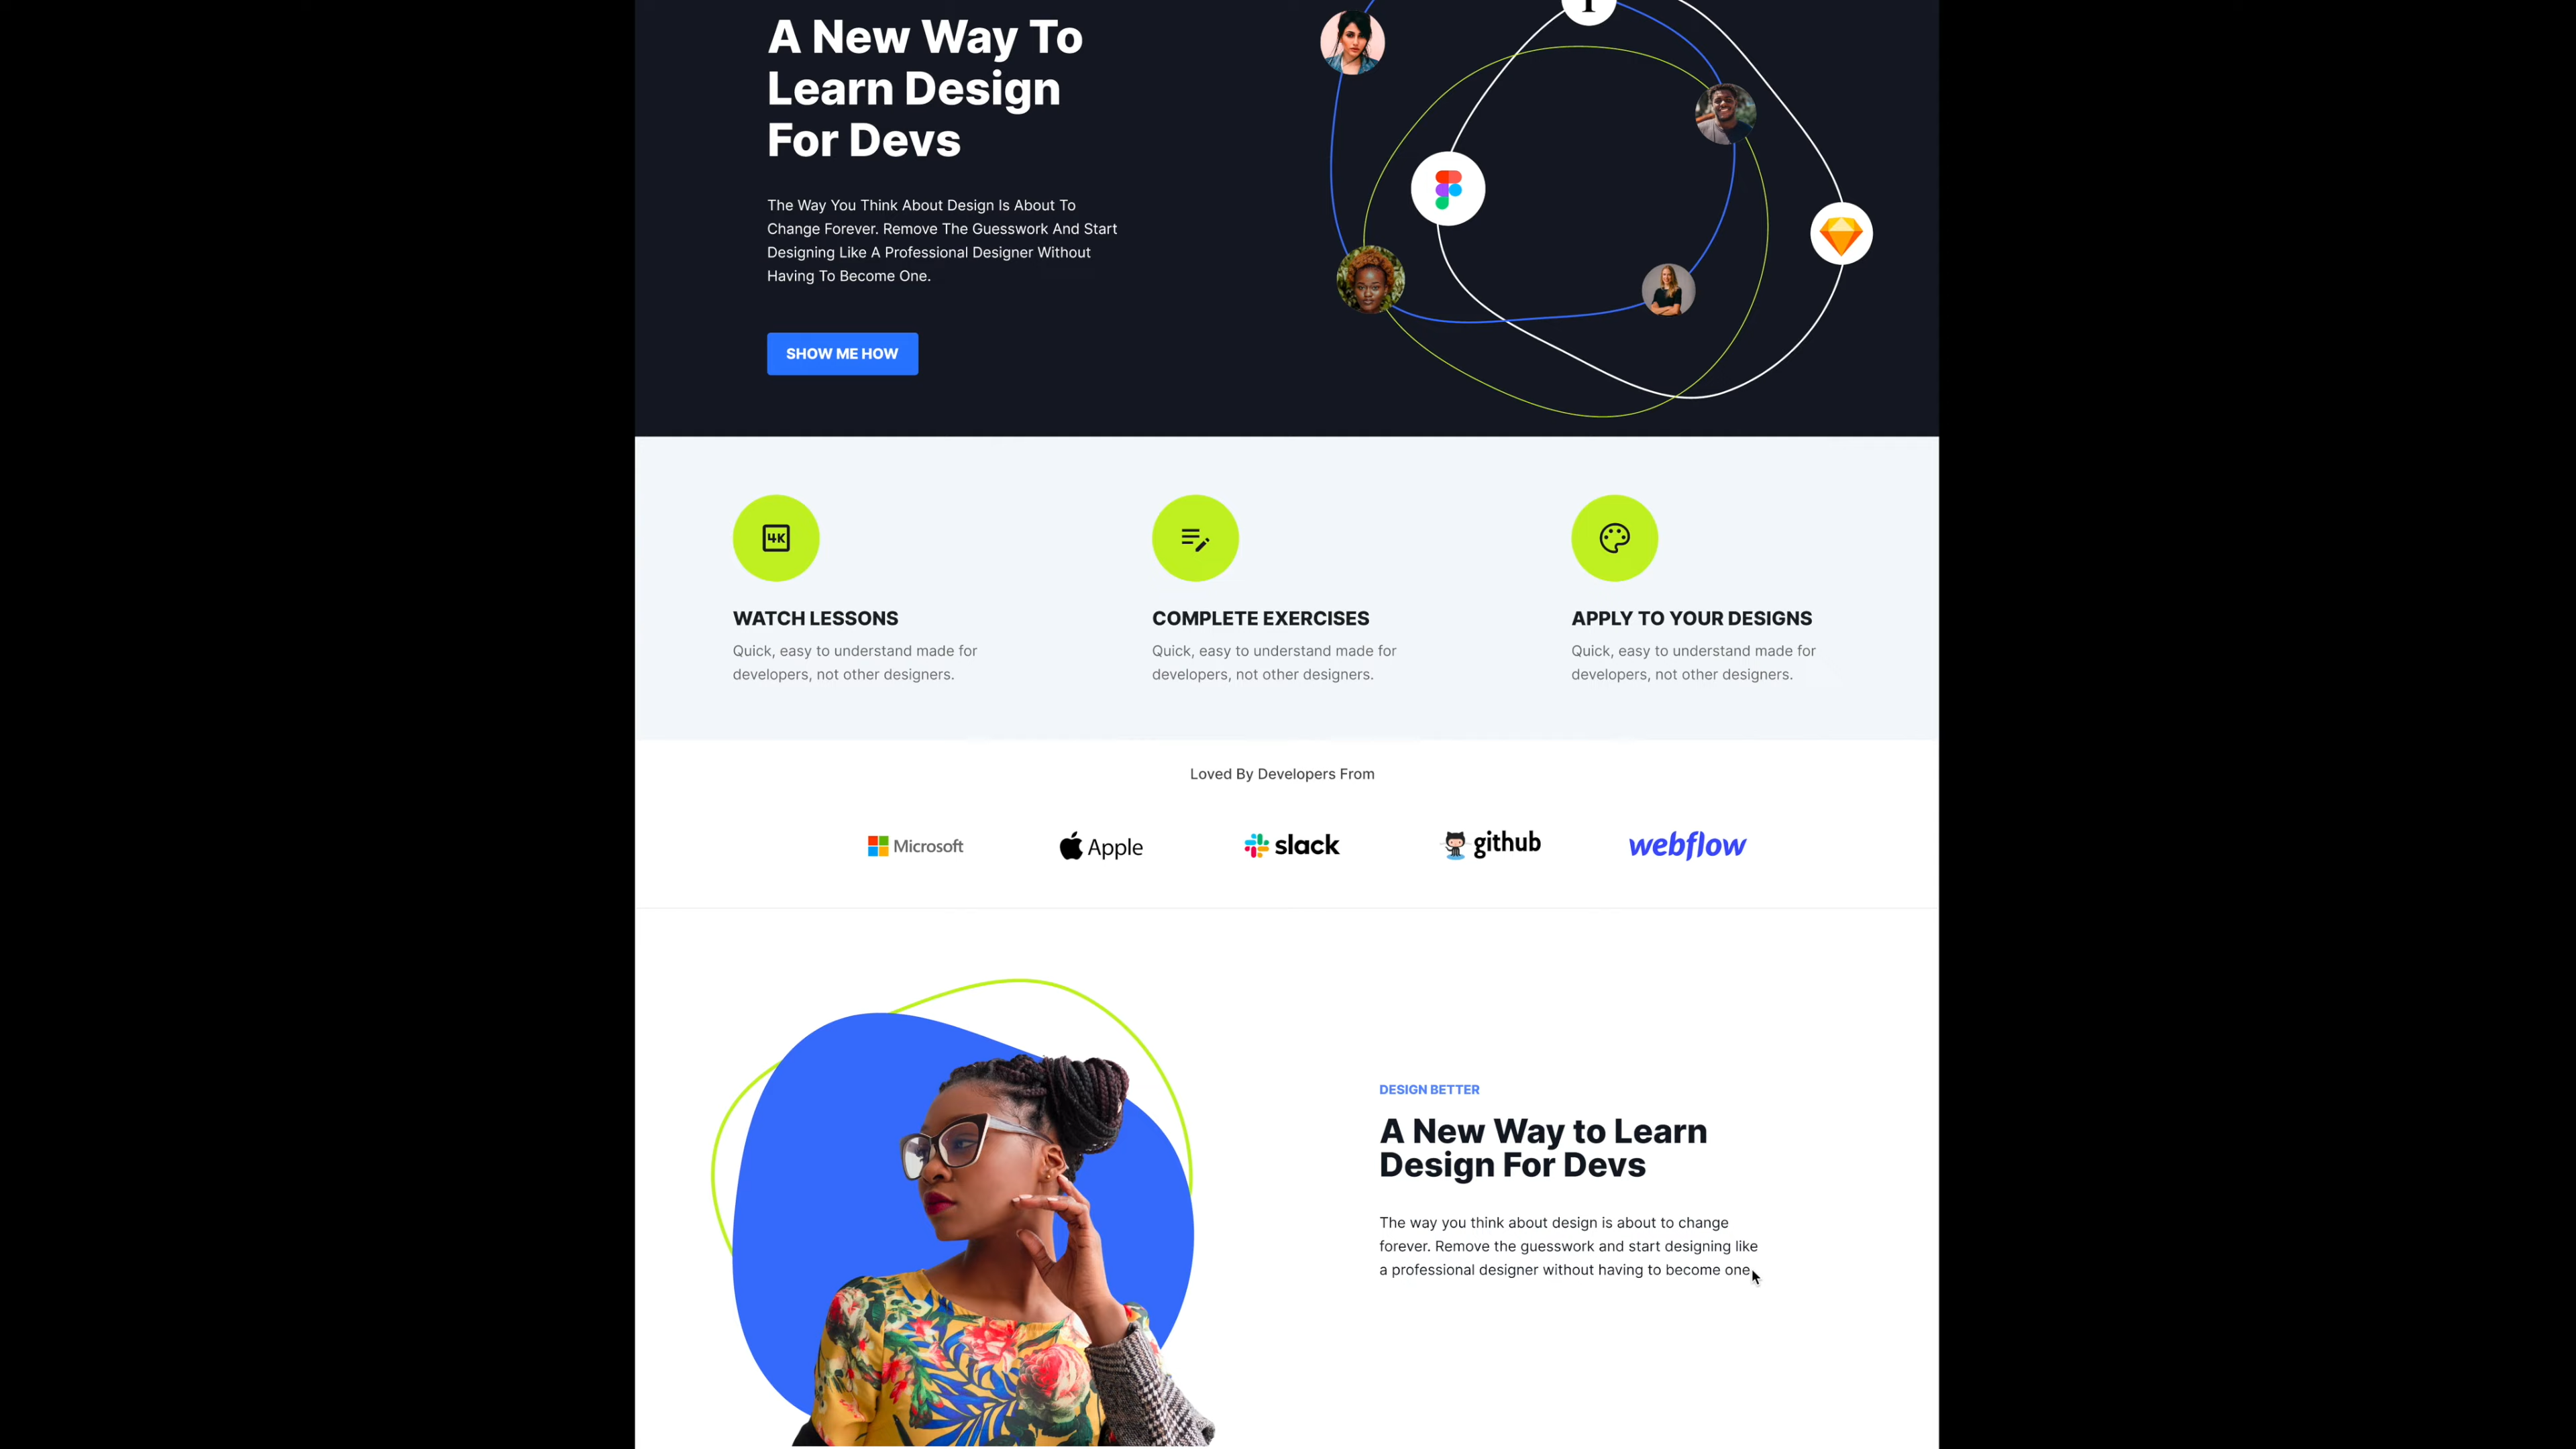 A New Way To
Learn Design
For Devs
The Way You Think About Design Is About To
Change Forever. Remove The Guesswork And Start
Designing Like A Professional Designer Without
Having To Become One.
SHOW ME HOW
4K
WATCH LESSONS
Quick, easy to understand made for
developers, not other designers.
COMPLETE EXERCISES
Quick, easy to understand made for
developers, not other designers.
APPLY TO YOUR DESIGNS
Quick, easy to understand made for
developers, not other designers.
Loved By Developers From
Microsoft
Apple
slack
github
webflow
DESIGN BETTER
A New Way to Learn
Design For Devs
The way you think about design is about to change
forever. Remove the guesswork and start designing like
a professional designer without having to become one.